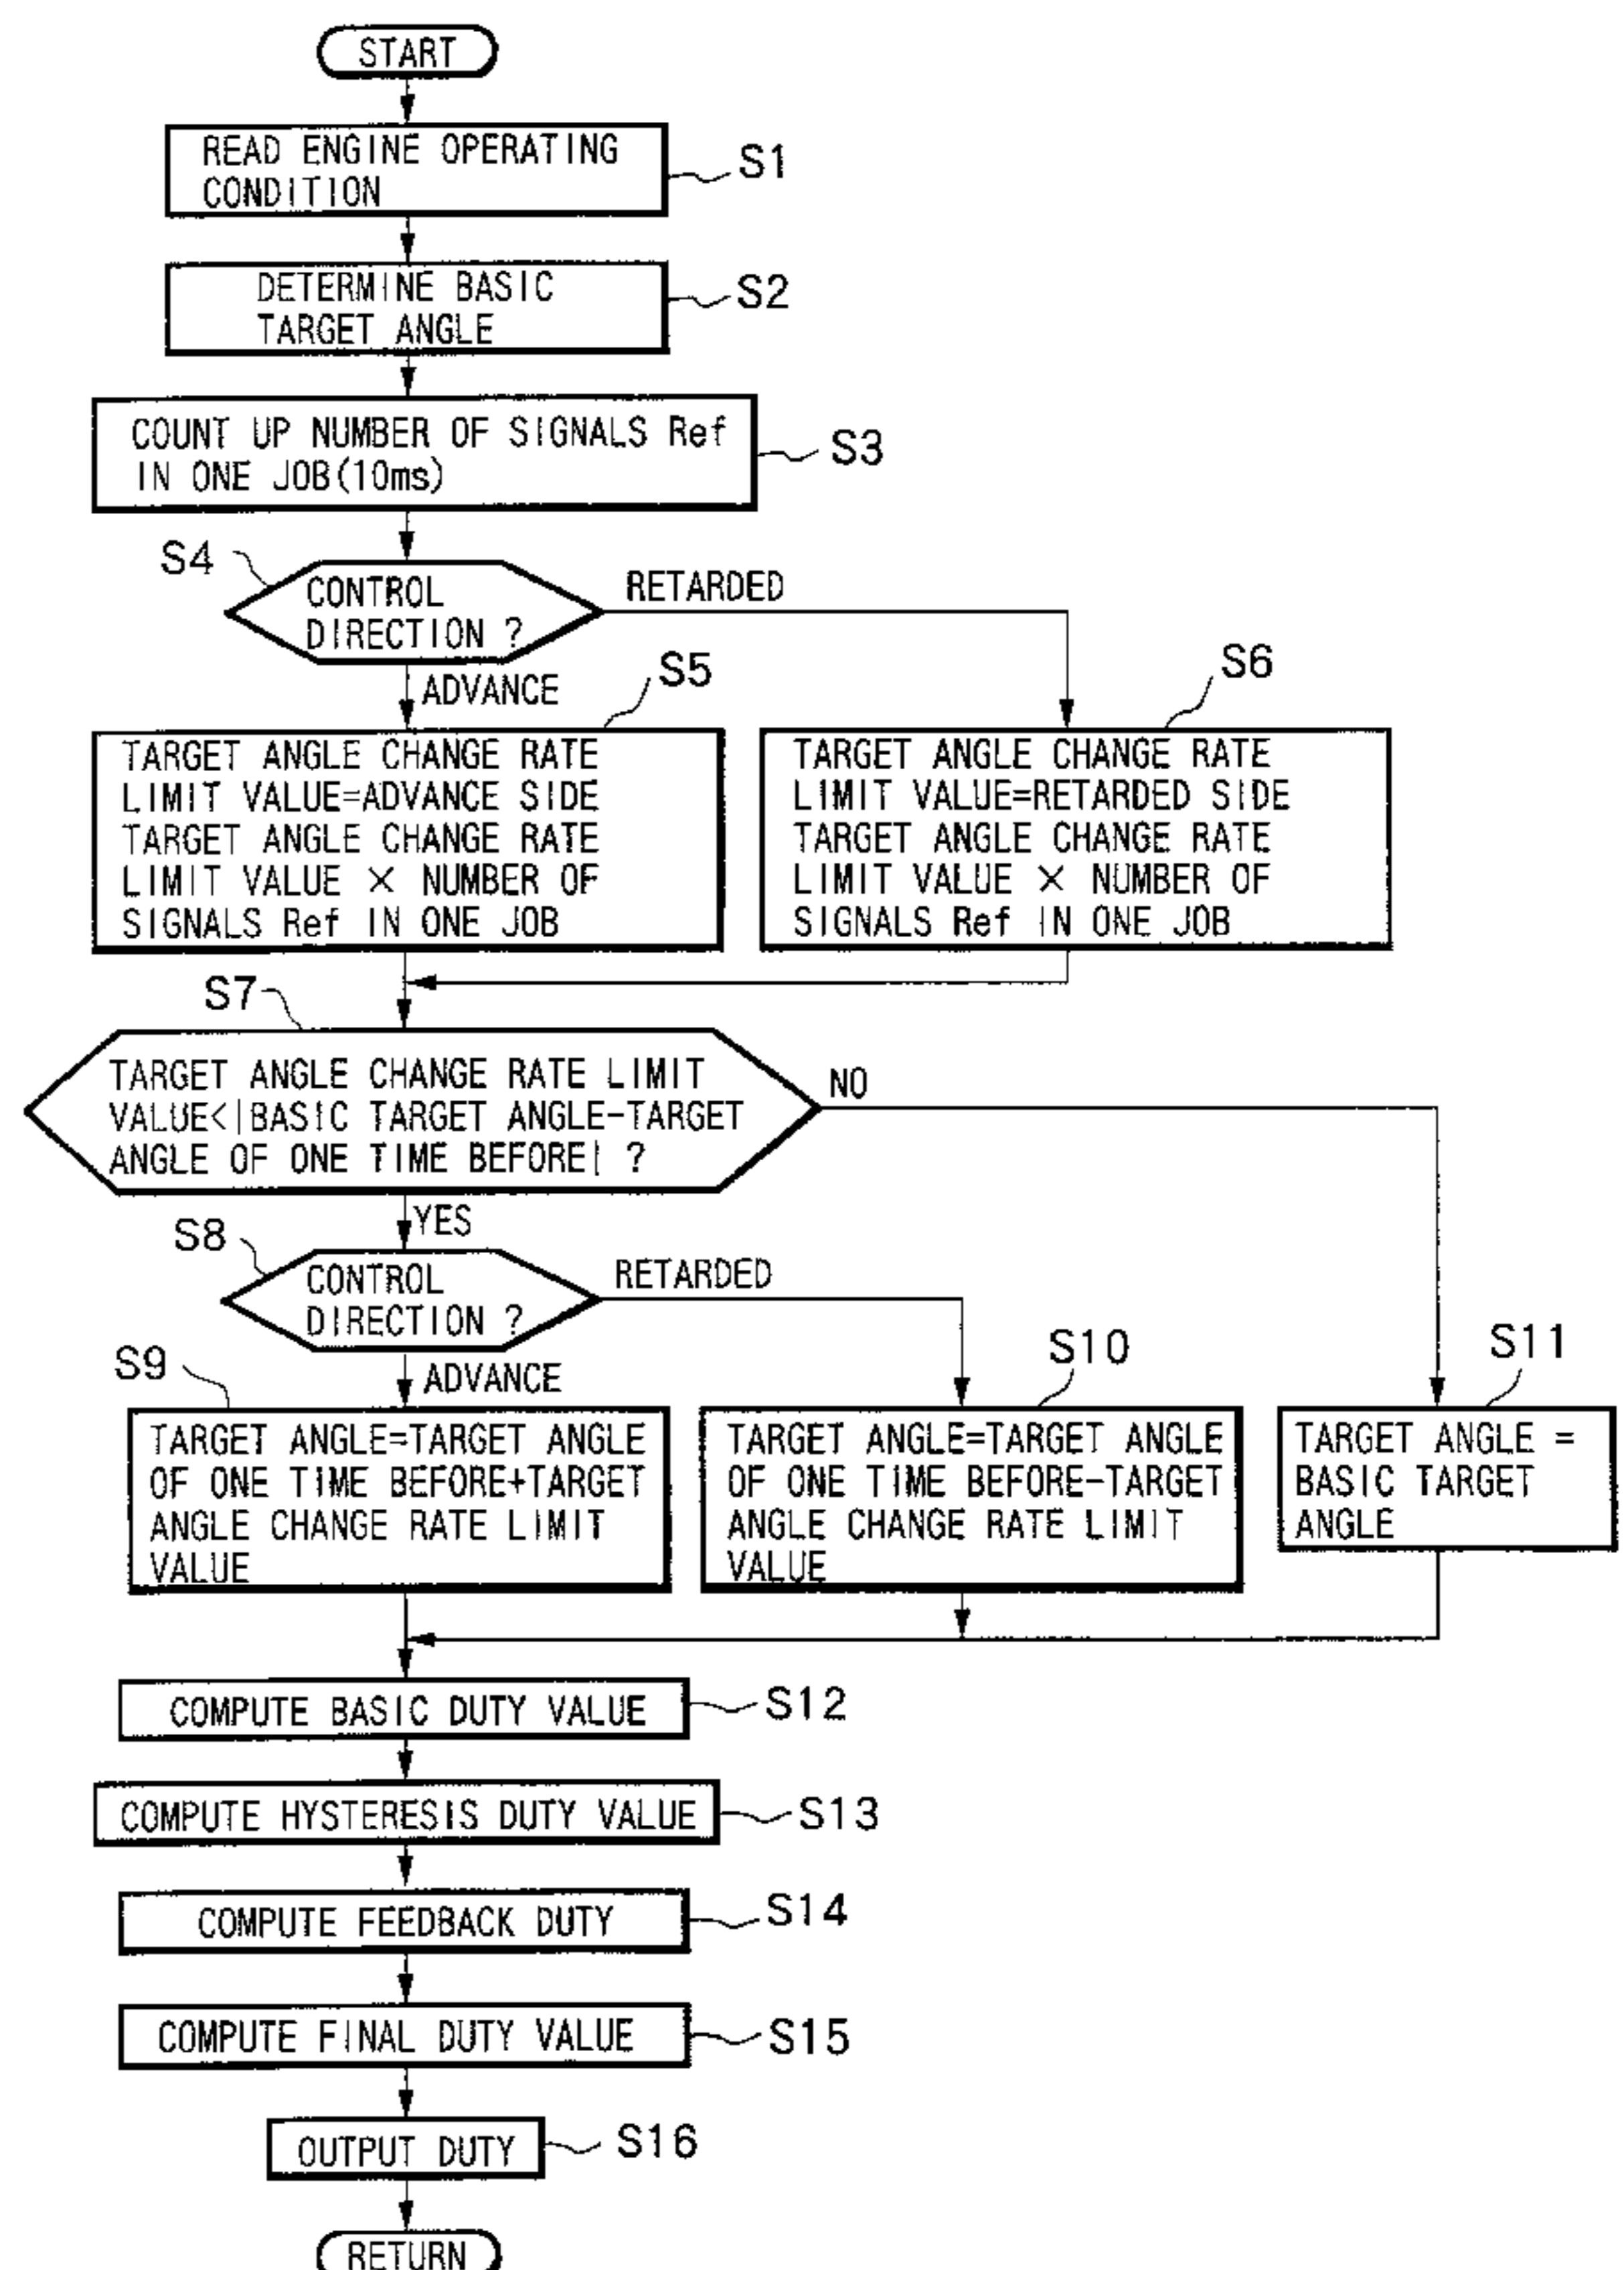 START
READ ENGINE OPERATING
CONDITION
S1
DETERMINE BASIC
TARGET ANGLE
S2
COUNT UP NUMBER OF SIGNALS Ref
IN ONE JOB(10ms)
S3
S4
CONTROL
DIRECTION ?
RETARDED
ADVANCE
S5
TARGET ANGLE CHANGE RATE
LIMIT VALUE=ADVANCE SIDE
TARGET ANGLE CHANGE RATE
LIMIT VALUE × NUMBER OF
SIGNALS Ref IN ONE JOB
S6
TARGET ANGLE CHANGE RATE
LIMIT VALUE=RETARDED SIDE
TARGET ANGLE CHANGE RATE
LIMIT VALUE × NUMBER OF
SIGNALS Ref IN ONE JOB
S7
TARGET ANGLE CHANGE RATE LIMIT
VALUE<|BASIC TARGET ANGLE-TARGET
ANGLE OF ONE TIME BEFORE| ?
NO
YES
S8
CONTROL
DIRECTION ?
RETARDED
ADVANCE
S9
TARGET ANGLE=TARGET ANGLE
OF ONE TIME BEFORE+TARGET
ANGLE CHANGE RATE LIMIT
VALUE
S10
TARGET ANGLE=TARGET ANGLE
OF ONE TIME BEFORE-TARGET
ANGLE CHANGE RATE LIMIT
VALUE
S11
TARGET ANGLE =
BASIC TARGET
ANGLE
COMPUTE BASIC DUTY VALUE
S12
COMPUTE HYSTERESIS DUTY VALUE
S13
COMPUTE FEEDBACK DUTY
S14
COMPUTE FINAL DUTY VALUE
S15
OUTPUT DUTY
S16
RETURN